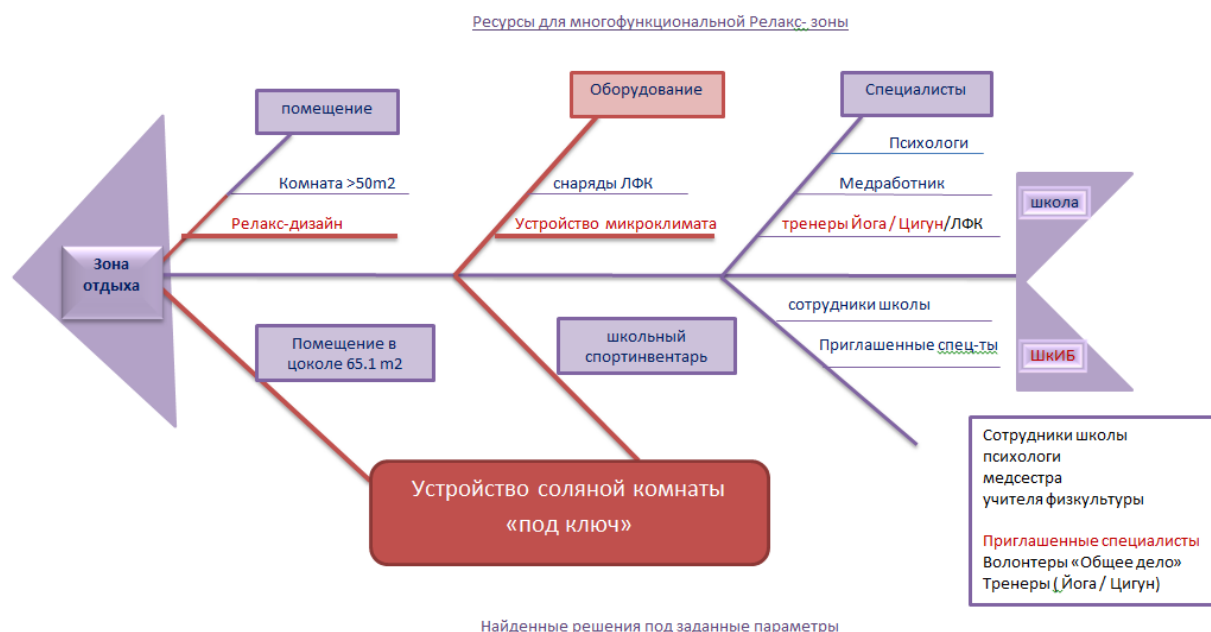 Ресурсы для многофункциональной Релакс- зоны
помещение
Оборудование
Специалисты
Психологи
Комната >50m2
снаряды ЛФК
Медработник
школа
Релакс-дизайн
Устройство микроклимата
тренеры Йога / Цигун/ЛФК
Зона
отдыха
сотрудники школы
Помещение в
цоколе 65.1 m2
школьный
спортинвентарь
Приглашенные спец-ты
ШкИБ
Устройство соляной комнаты
«под ключ»
Сотрудники школы
психологи
медсестра
учителя физкультуры
Приглашенные специалисты
Волонтеры «Общее дело»
Тренеры ( Йога / Цигун)
Найденные решения под заданные параметры